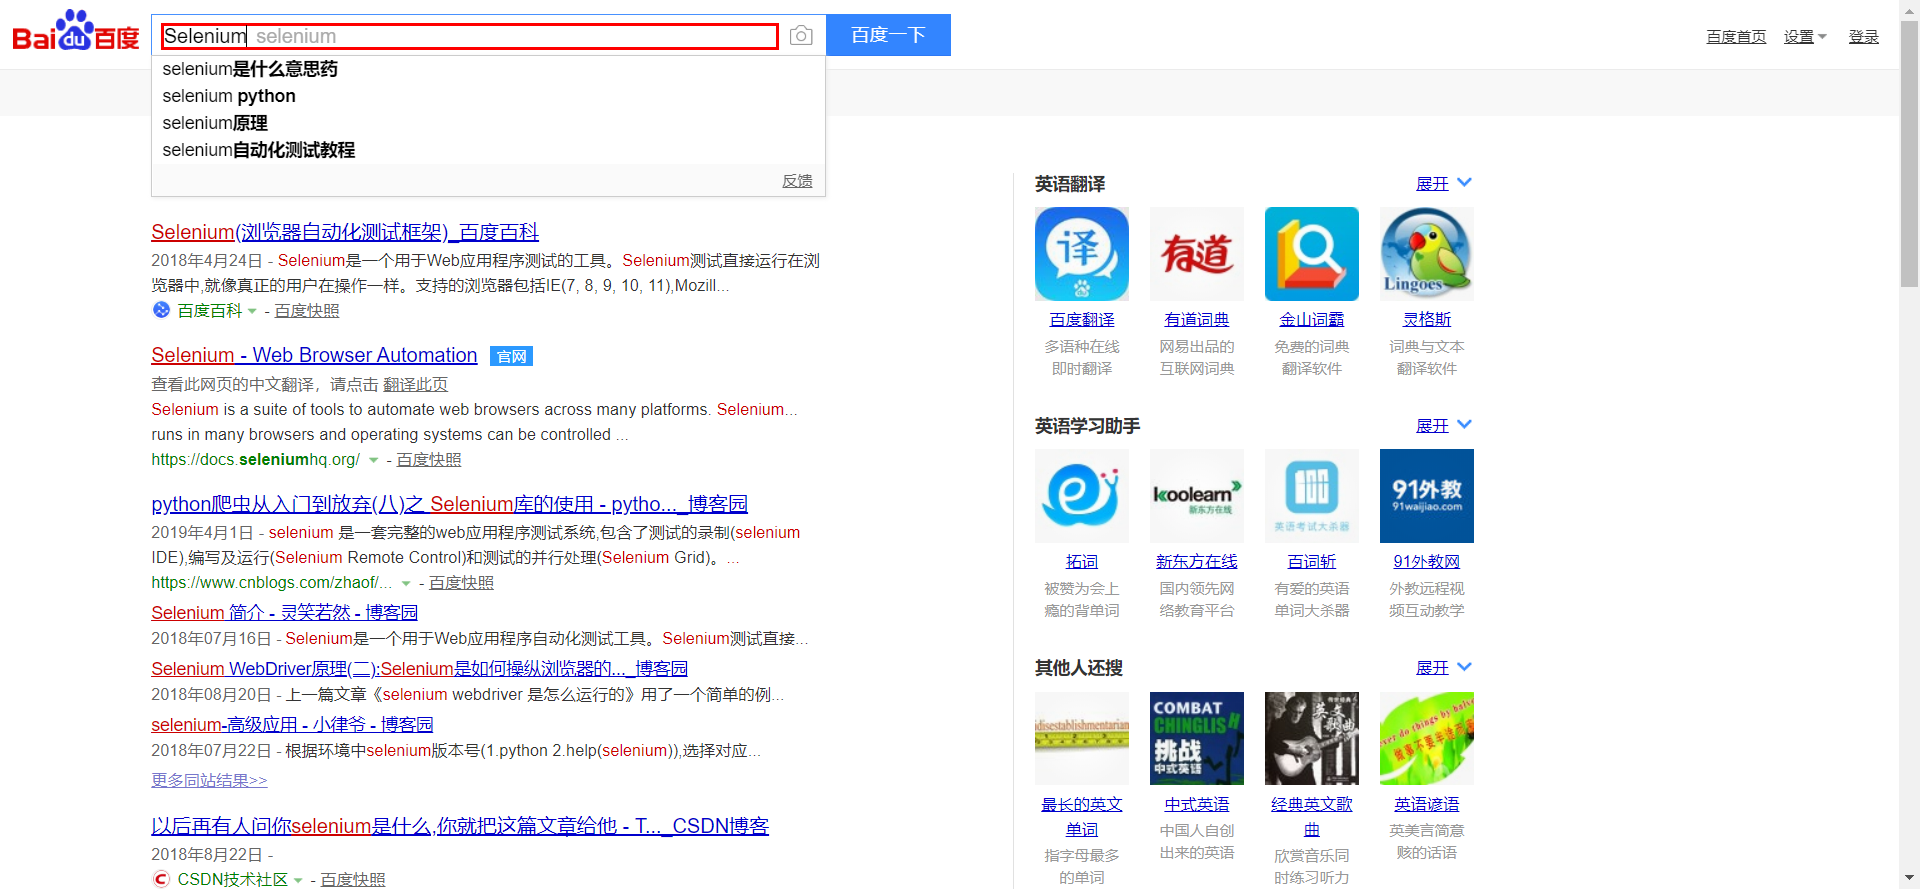 Baidu百度
Selenium selenium
百度一下
百度首页 设置 登录
selenium是什么意思药
selenium python
selenium原理
selenium自动化测试教程
反馈
Selenium(浏览器自动化测试框架)_百度百科
2018年4月24日 - Selenium是一个用于Web应用程序测试的工具。Selenium测试直接运行在浏
览器中,就像真正的用户在操作一样。支持的浏览器包括IE(7, 8, 9, 10, 11),Mozill...
百度百科 - 百度快照
Selenium - Web Browser Automation 官网
查看此网页的中文翻译，请点击 翻译此页
Selenium is a suite of tools to automate web browsers across many platforms. Selenium...
runs in many browsers and operating systems can be controlled ...
https://docs.seleniumhq.org/ - 百度快照
python爬虫从入门到放弃(八)之 Selenium库的使用 - pytho..._博客园
2019年4月1日 - selenium 是一套完整的web应用程序测试系统,包含了测试的录制(selenium
IDE),编写及运行(Selenium Remote Control)和测试的并行处理(Selenium Grid)。...
https://www.cnblogs.com/zhaof/... - 百度快照
Selenium 简介 - 灵笑若然 - 博客园
2018年07月16日 - Selenium是一个用于Web应用程序自动化测试工具。Selenium测试直接...
Selenium WebDriver原理(二):Selenium是如何操纵浏览器的..._博客园
2018年08月20日 - 上一篇文章《selenium webdriver 是怎么运行的》用了一个简单的例...
selenium-高级应用 - 小律爷 - 博客园
2018年07月22日 - 根据环境中selenium版本号(1.python 2.help(selenium)),选择对应...
更多同站结果>>
以后再有人问你selenium是什么,你就把这篇文章给他 - T..._CSDN博客
2018年8月22日 -
CSDN技术社区 - 百度快照
英语翻译 展开
译 有道 Lingoes
百度翻译 有道词典 金山词霸 灵格斯
多语种在线 网易出品的 免费的词典 词典与文本
即时翻译 互联网词典 翻译软件 翻译软件
英语学习助手 展开
koolearn 新东方在线
英语考试大杀器
91外教 91waijiao.com
拓词 新东方在线 百词斩 91外教网
被赞为会上 国内领先网 有爱的英语 外教远程视
瘾的背单词 络教育平台 单词大杀器 频互动教学
其他人还搜 展开
disestablishmentarian
COMBAT
CHINGLISH
挑战
中式英语
英文
歌曲
做事不要半途而
最长的英文 中式英语 经典英文歌 英语谚语
单词 曲
指字母最多 中国人自创 欣赏音乐同 英美言简意
的单词 出来的英语 时练习听力 赅的话语